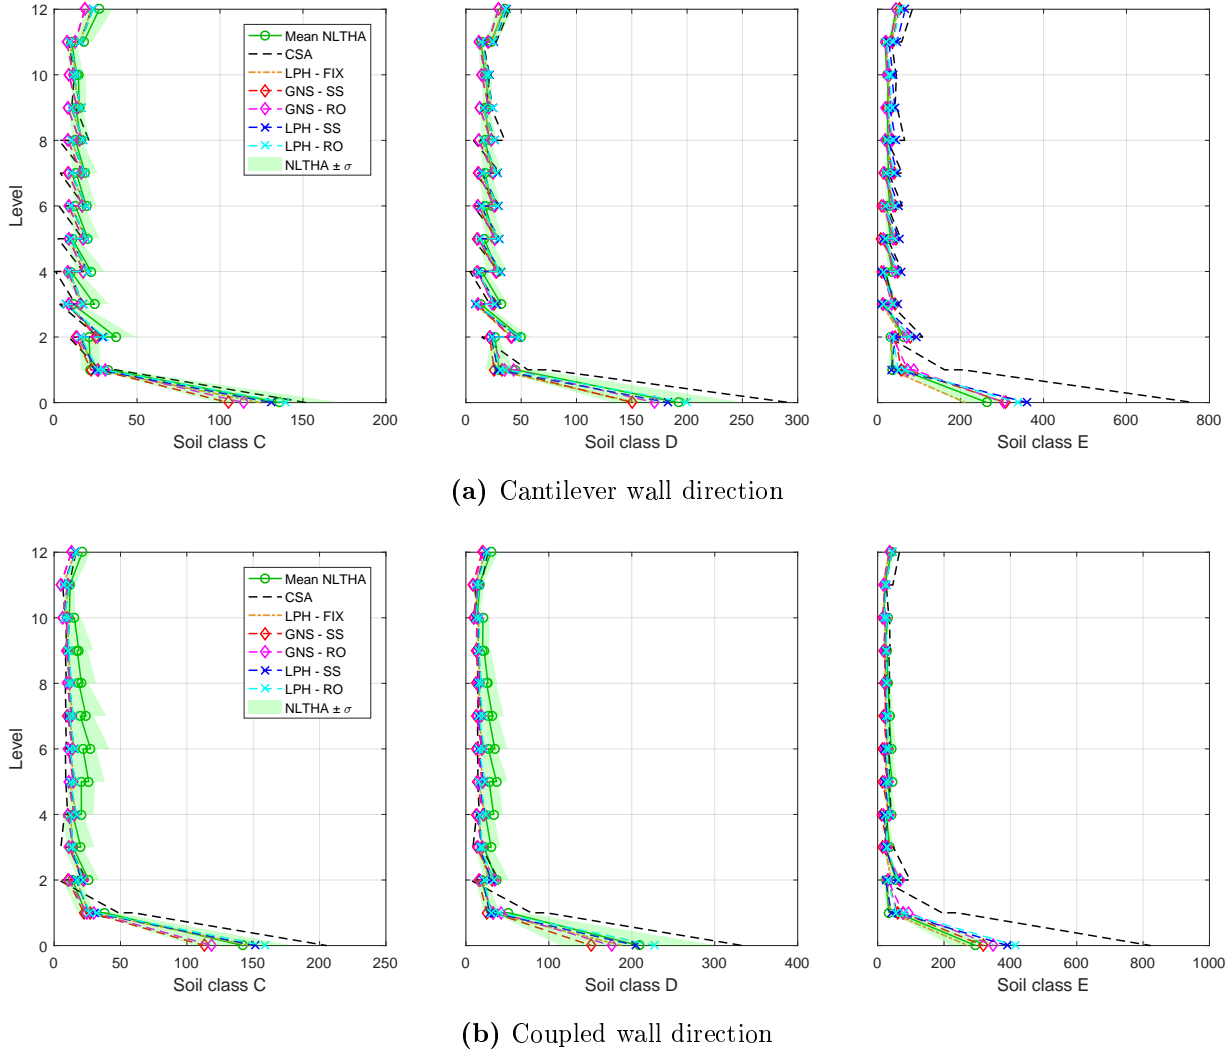 12
10
8
6
4
2
0
Level
0
50
100
150
200
Soil class C
Mean NLTHA
CSA
LPH - FIX
GNS - SS
GNS - RO
LPH - SS
LPH - RO
NLTHA ± σ
0
50
100
150
200
250
300
Soil class D
0
200
400
600
800
Soil class E
(a) Cantilever wall direction
12
10
8
6
4
2
0
Level
0
50
100
150
200
250
Soil class C
Mean NLTHA
CSA
LPH - FIX
GNS - SS
GNS - RO
LPH - SS
LPH - RO
NLTHA ± σ
0
100
200
300
400
Soil class D
0
200
400
600
800
1000
Soil class E
(b) Coupled wall direction